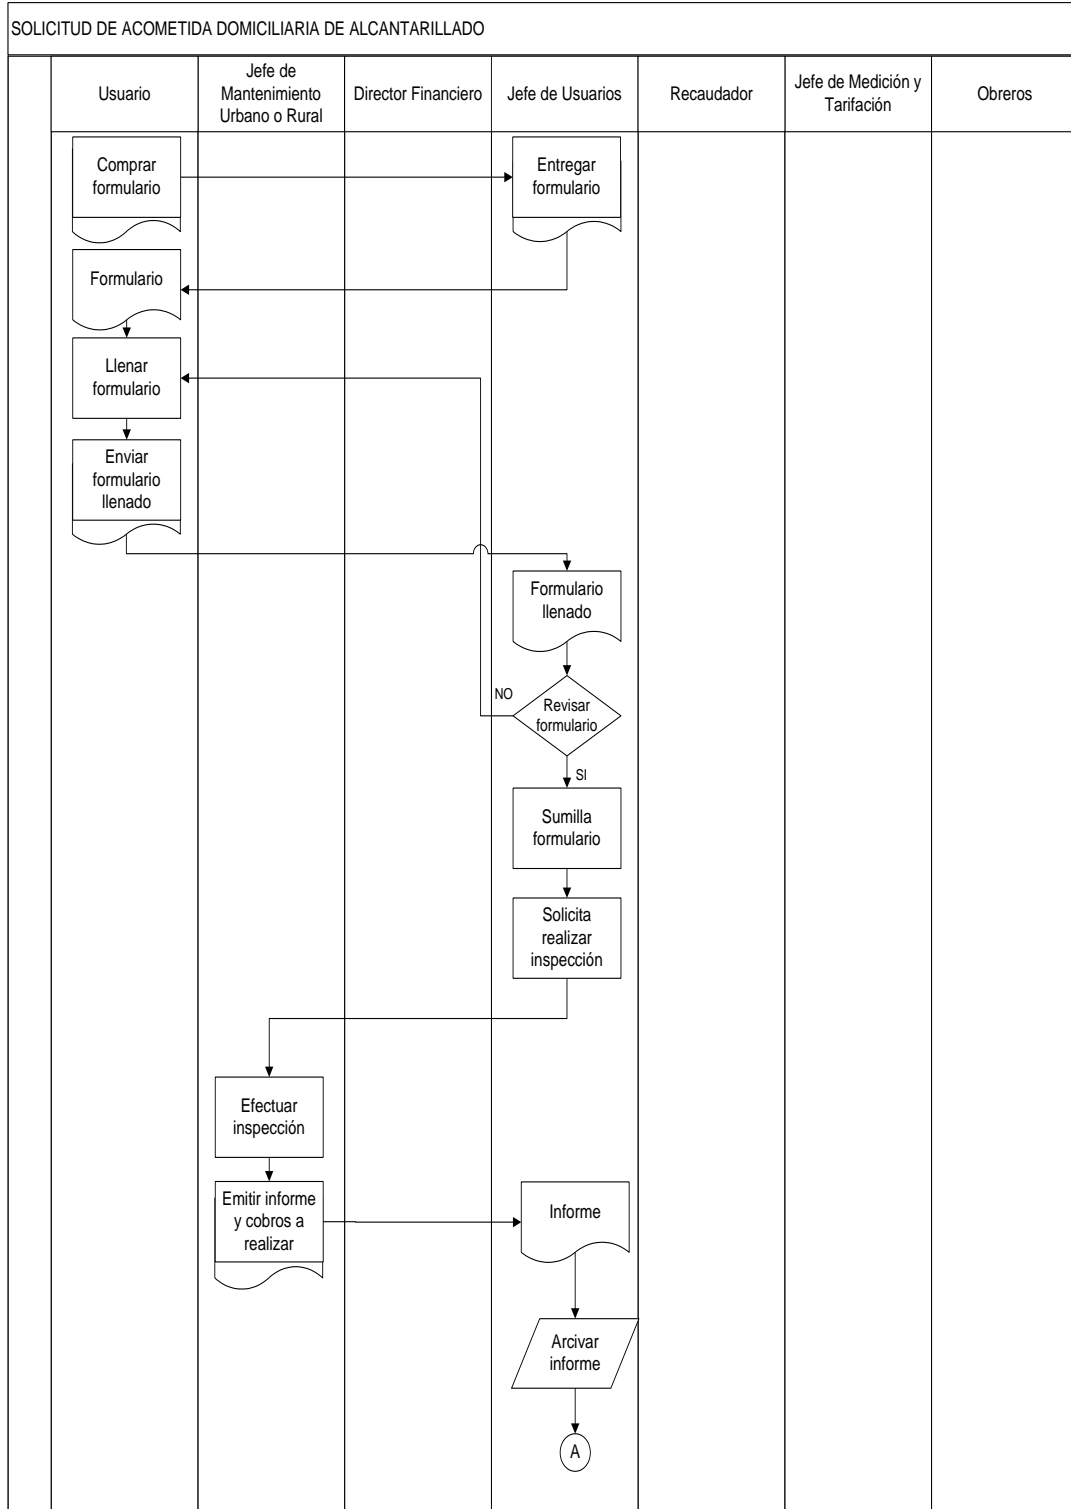 SOLICITUD DE ACOMETIDA DOMICILIARIA DE ALCANTARILLADO
Usuario
Jefe de
Mantenimiento
Urbano o Rural
Director Financiero
Jefe de Usuarios
Recaudador
Jefe de Medición y
Tarifación
Obreros
Comprar
formulario
Entregar
formulario
Formulario
Llenar
formulario
Enviar
formulario
llenado
Formulario
llenado
NO
Revisar
formulario
SI
Sumilla
formulario
Solicita
realizar
inspección
Efectuar
inspección
Emitir informe
y cobros a
realizar
Informe
Arcivar
informe
A